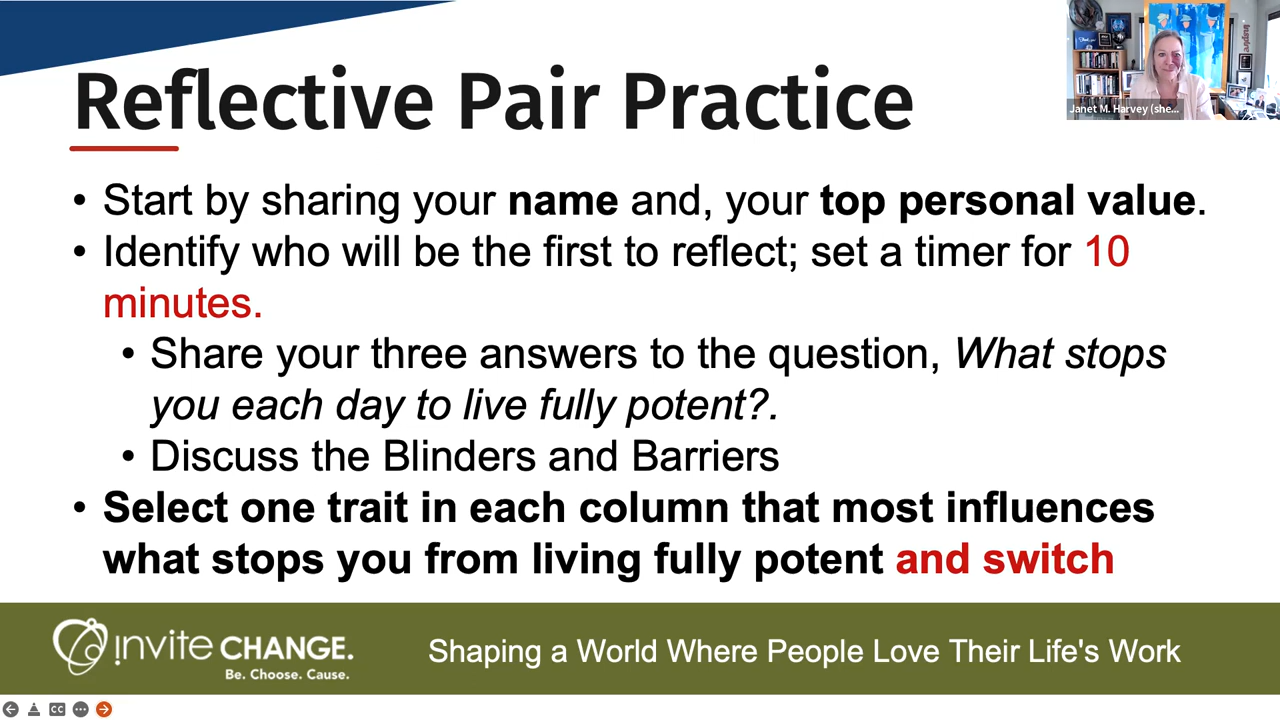 Reflective Pair Practice
Janet M. Harvey (she...
• Start by sharing your name and, your top personal value.
• Identify who will be the first to reflect; set a timer for 10
minutes.
• Share your three answers to the question, What stops
you each day to live fully potent?.
• Discuss the Blinders and Barriers
• Select one trait in each column that most influences
what stops you from living fully potent and switch
inviteCHANGE.
Be. Choose. Cause.
Shaping a World Where People Love Their Life's Work
CC